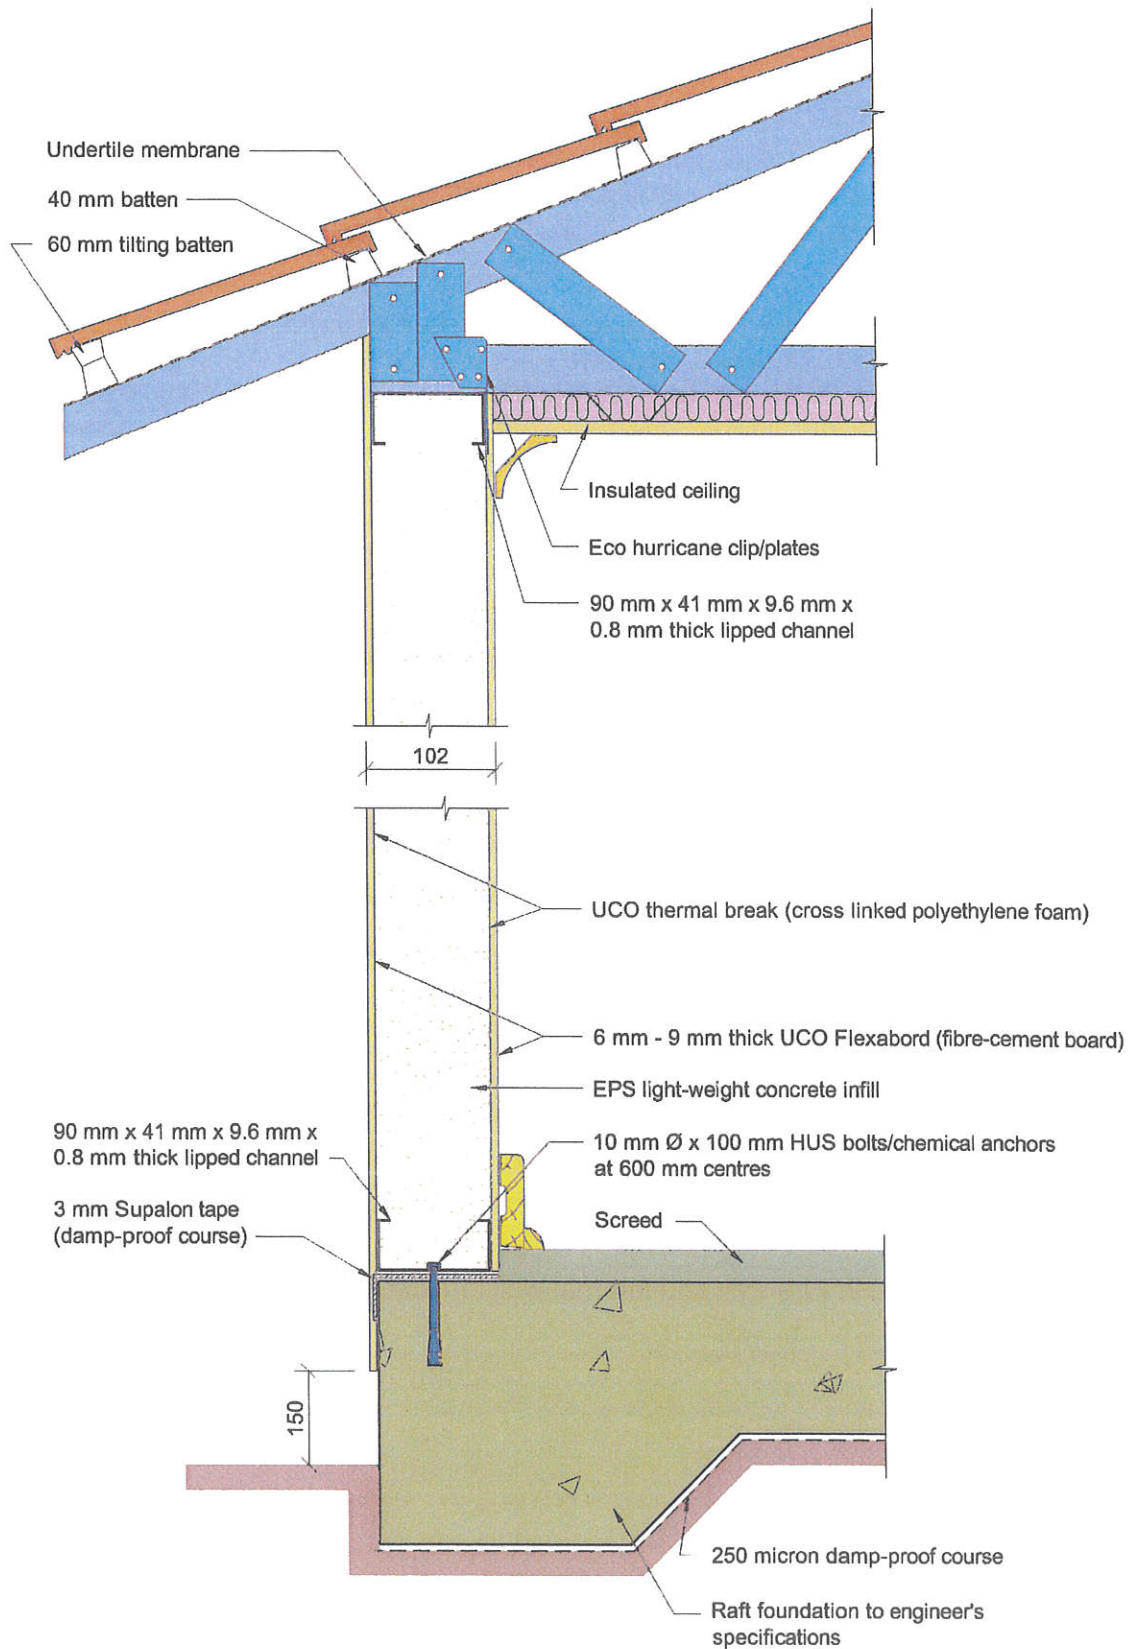 Undertile membrane
40 mm batten
60 mm tilting batten
Insulated ceiling
Eco hurricane clip/plates
90 mm x 41 mm x 9.6 mm x
0.8 mm thick lipped channel
102
UCO thermal break (cross linked polyethylene foam)
6 mm - 9 mm thick UCO Flexabord (fibre-cement board)
EPS light-weight concrete infill
90 mm x 41 mm x 9.6 mm x
0.8 mm thick lipped channel
10 mm Ø x 100 mm HUS bolts/chemical anchors
at 600 mm centres
3 mm Supalon tape
(damp-proof course)
Screed
150
250 micron damp-proof course
Raft foundation to engineer's
specifications